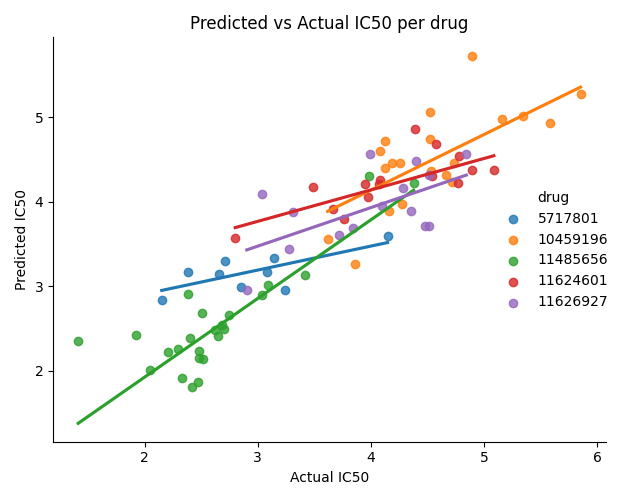 Predicted vs Actual IC50 per drug
5
4
3
2
Predicted IC50
drug
5717801
10459196
11485656
11624601
11626927
2 3 4 5 6
Actual IC50